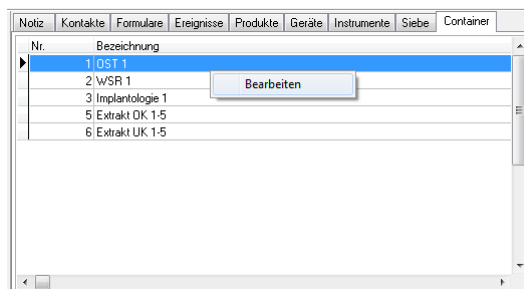 Notiz Kontakte Formulare Ereignisse Produkte Geräte Instrumente Siebe Container
Nr. Bezeichnung
1 OST 1
2 WSR 1
Bearbeiten
3 Implantologie 1
5 Extrakt OK 1-5
6 Extrakt UK 1-5